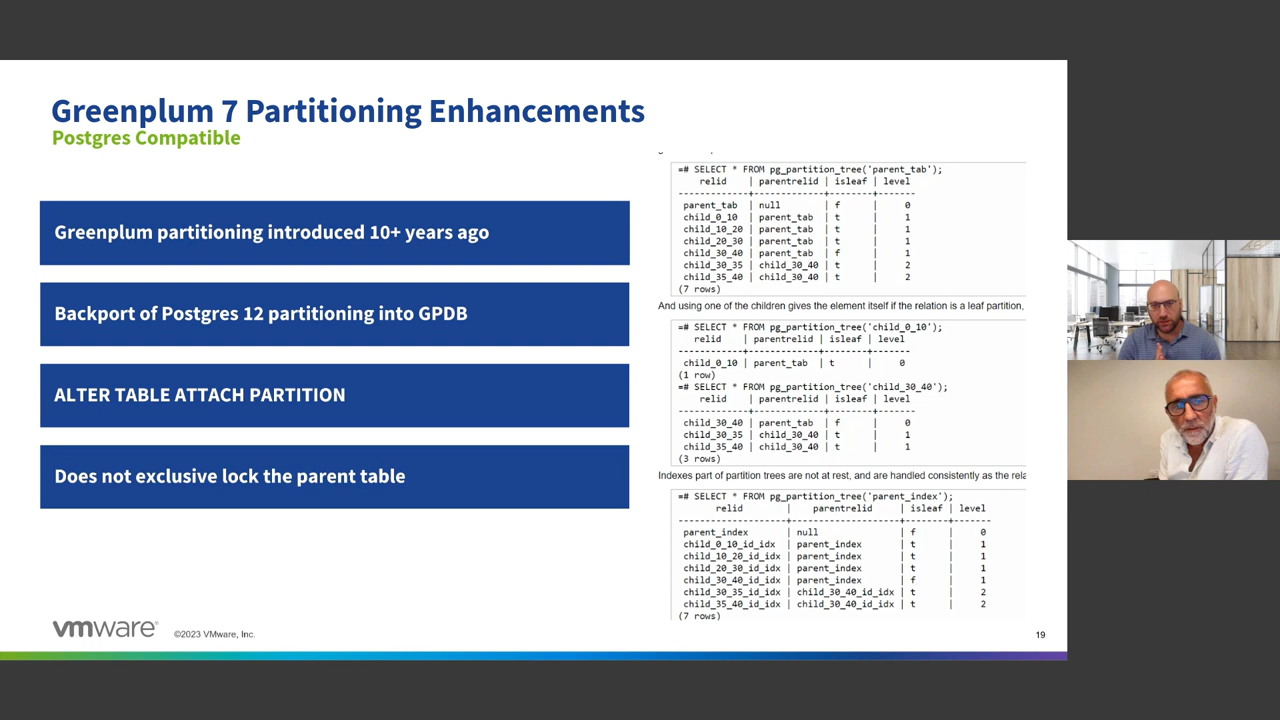 Greenplum 7 Partitioning Enhancements
Postgres Compatible
Greenplum partitioning introduced 10+ years ago
Backport of Postgres 12 partitioning into GPDB
ALTER TABLE ATTACH PARTITION
Does not exclusive lock the parent table
=# SELECT * FROM pg_partition_tree('parent_tab');
relid | parentrelid | isleaf | level
-------------+--------------+--------+-------
parent_tab | null | f | 0
child_0_10 | parent_tab | t | 1
child_10_20 | parent_tab | t | 1
child_20_30 | parent_tab | t | 1
child_30_40 | parent_tab | f | 1
child_30_35 | child_30_40 | t | 2
child_35_40 | child_30_40 | t | 2
(7 rows)
And using one of the children gives the element itself if the relation is a leaf partition,
=# SELECT * FROM pg_partition_tree('child_0_10');
relid | parentrelid | isleaf | level
------------+-------------+--------+-------
child_0_10 | parent_tab | t | 0
(1 row)
=# SELECT * FROM pg_partition_tree('child_30_40');
relid | parentrelid | isleaf | level
-------------+-------------+--------+-------
child_30_40 | parent_tab | f | 0
child_30_35 | child_30_40 | t | 1
child_35_40 | child_30_40 | t | 1
(3 rows)
Indexes part of partition trees are not at rest, and are handled consistently as the rela
=# SELECT * FROM pg_partition_tree('parent_index');
relid | parentrelid | isleaf | level
--------------------+--------------------+--------+-------
parent_index | null | f | 0
child_0_10_id_idx | parent_index | t | 1
child_10_20_id_idx | parent_index | t | 1
child_20_30_id_idx | parent_index | t | 1
child_30_40_id_idx | parent_index | f | 1
child_30_35_id_idx | child_30_40_id_idx | t | 2
child_35_40_id_idx | child_30_40_id_idx | t | 2
(7 rows)
vmware®
©2023 VMware, Inc.
19